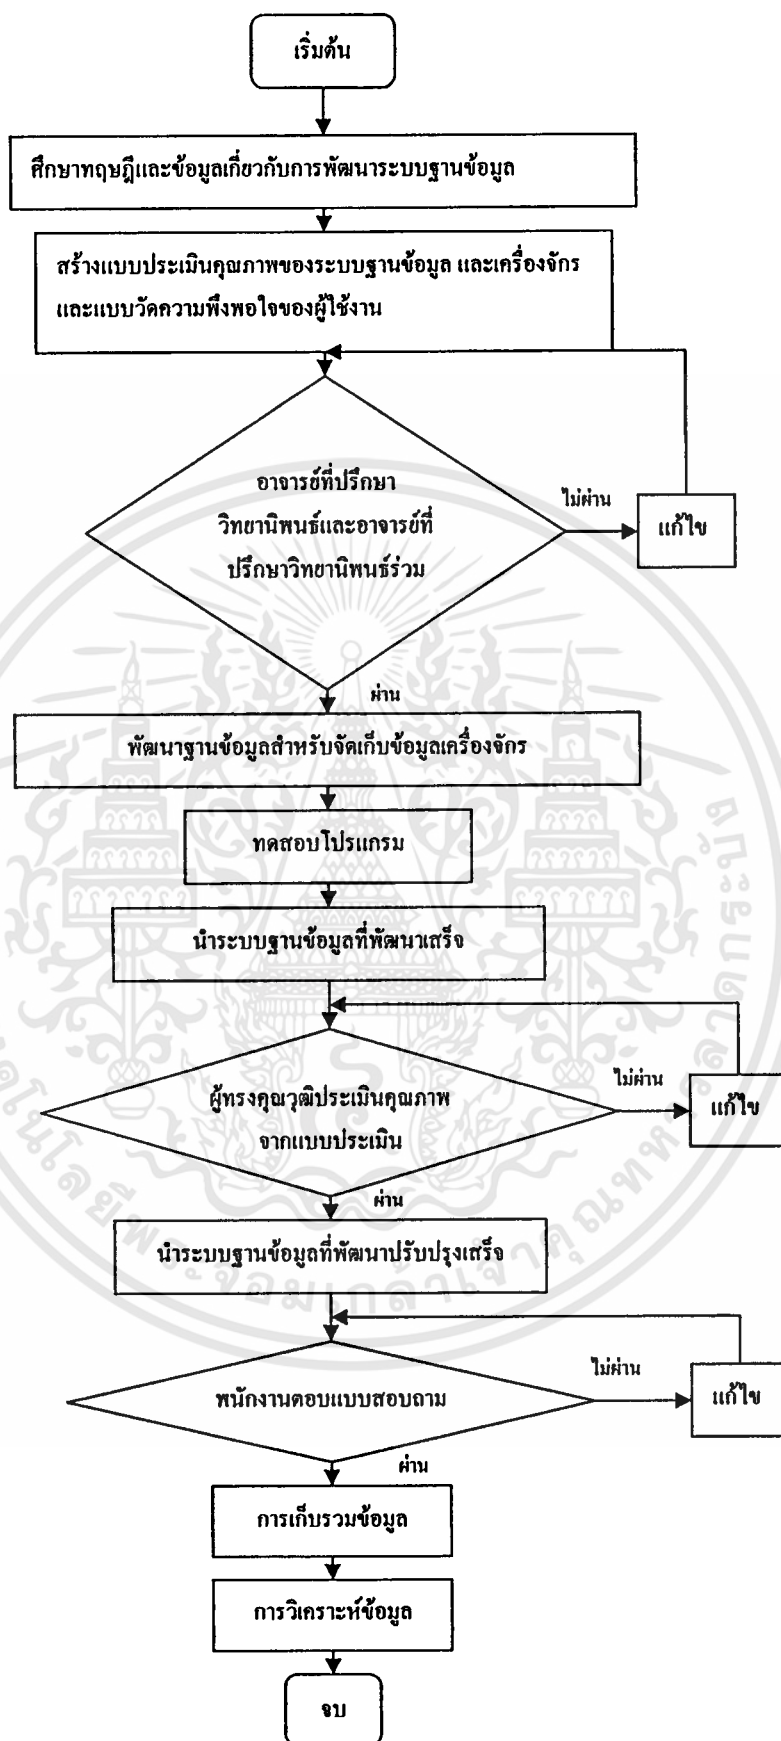 เริ่มต้น
ศึกษาทฤษฎีและข้อมูลเกี่ยวกับการพัฒนาระบบฐานข้อมูล
สร้างแบบประเมินคุณภาพของระบบฐานข้อมูล และเครื่องจักร
และแบบวัดความพึงพอใจของผู้ใช้งาน
อาจารย์ที่ปรึกษา
วิทยานิพนธ์และอาจารย์ที่
ปรึกษาวิทยานิพนธ์ร่วม
ไม่ผ่าน
แก้ไข
ผ่าน
พัฒนาฐานข้อมูลสำหรับจัดเก็บข้อมูลเครื่องจักร
ทดสอบโปรแกรม
นำระบบฐานข้อมูลที่พัฒนาเสร็จ
ผู้ทรงคุณวุฒิประเมินคุณภาพ
จากแบบประเมิน
ไม่ผ่าน
แก้ไข
ผ่าน
นำระบบฐานข้อมูลที่พัฒนาปรับปรุงเสร็จ
พนักงานตอบแบบสอบถาม
ไม่ผ่าน
แก้ไข
ผ่าน
การเก็บรวมข้อมูล
การวิเคราะห์ข้อมูล
จบ